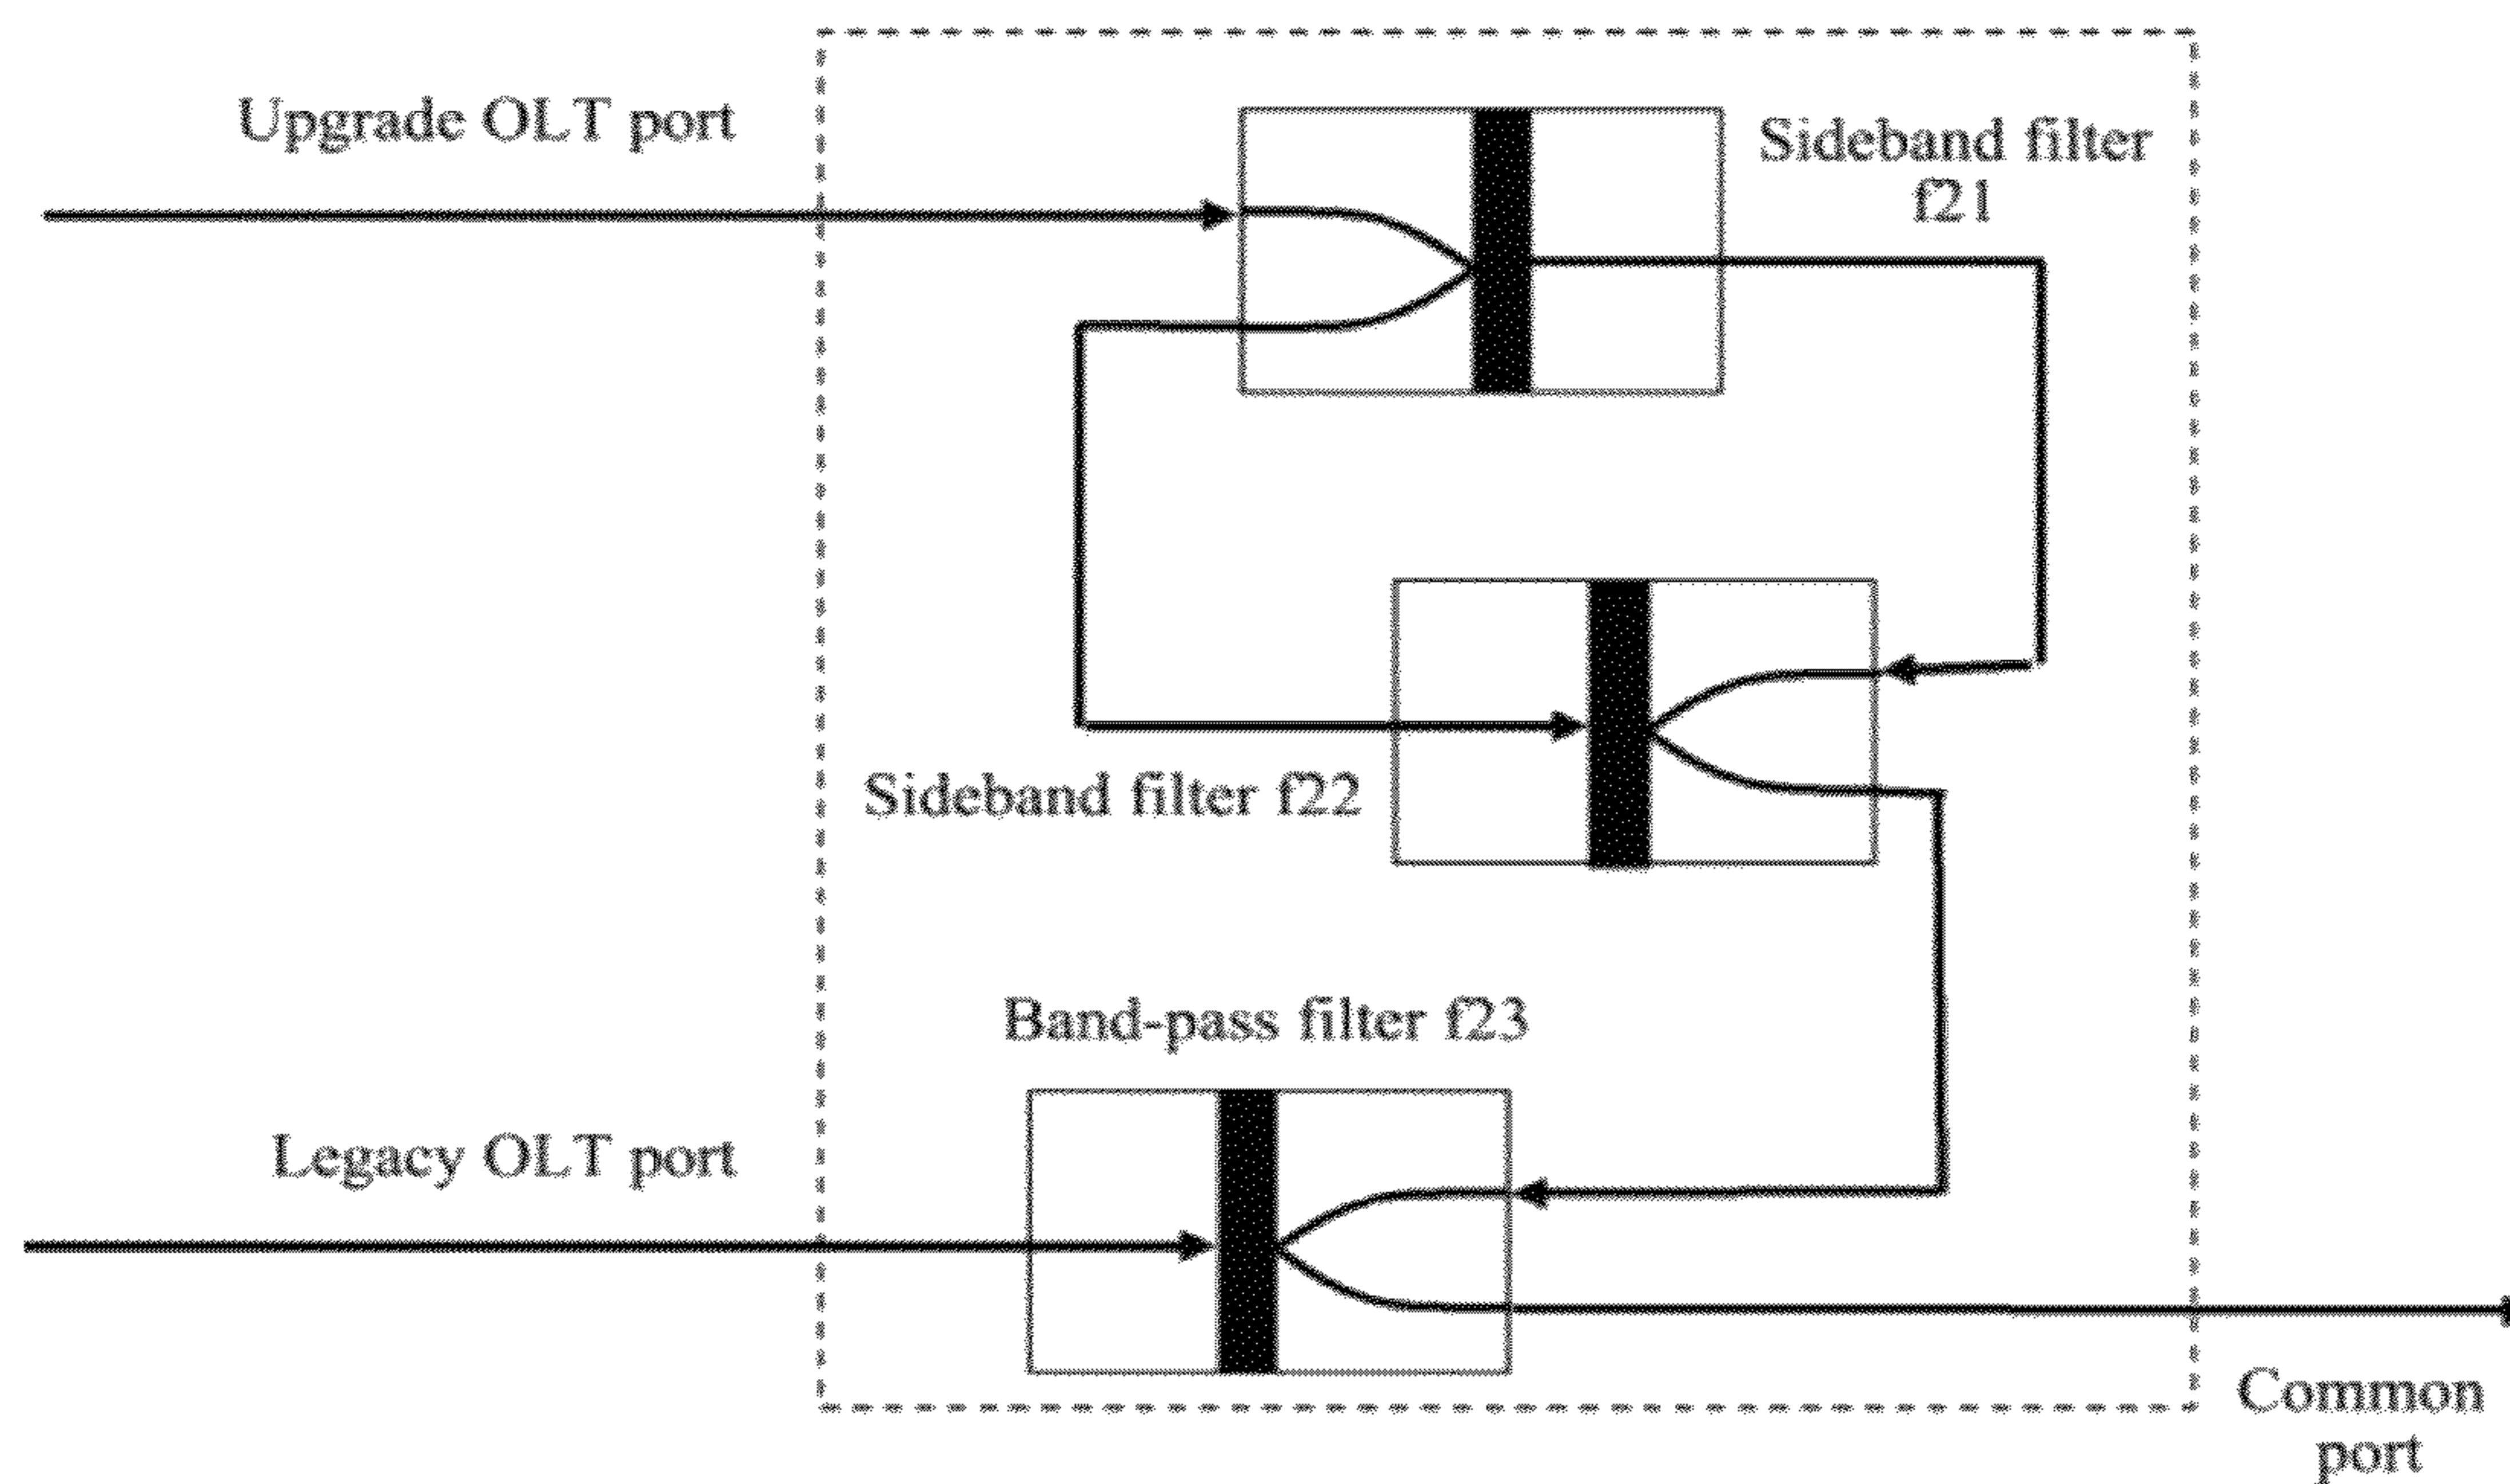 Upgrade OLT port
Sideband filter
f21
Sideband filter f22
Band-pass filter f23
Legacy OLT port
Common
port